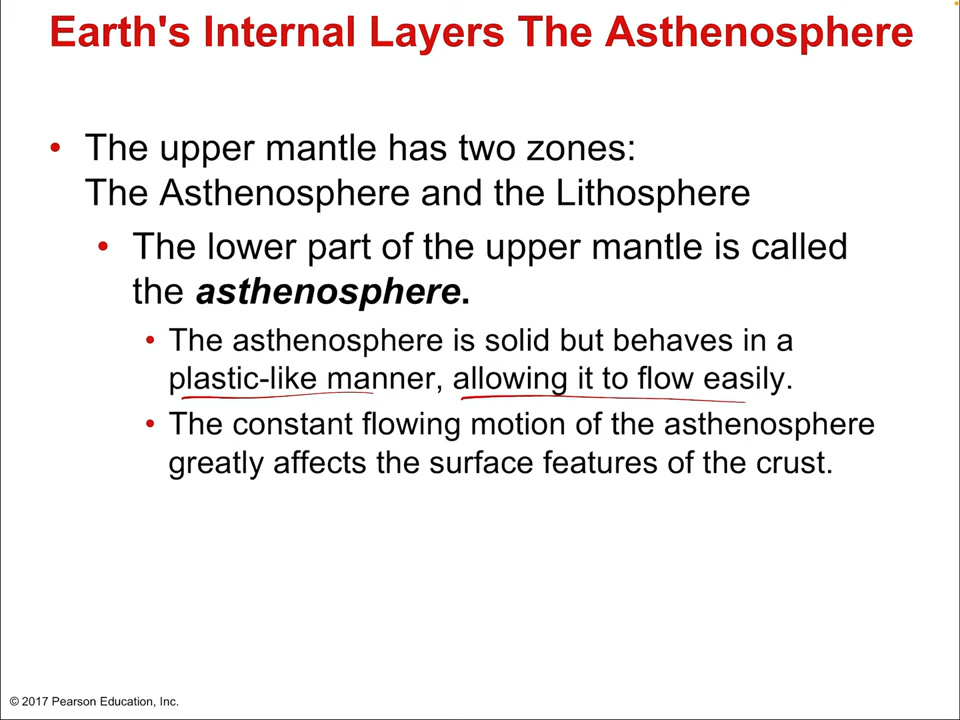 Earth's Internal Layers The Asthenosphere
• The upper mantle has two zones:
The Asthenosphere and the Lithosphere
• The lower part of the upper mantle is called
the asthenosphere.
• The asthenosphere is solid but behaves in a
plastic-like manner, allowing it to flow easily.
• The constant flowing motion of the asthenosphere
greatly affects the surface features of the crust.
© 2017 Pearson Education, Inc.